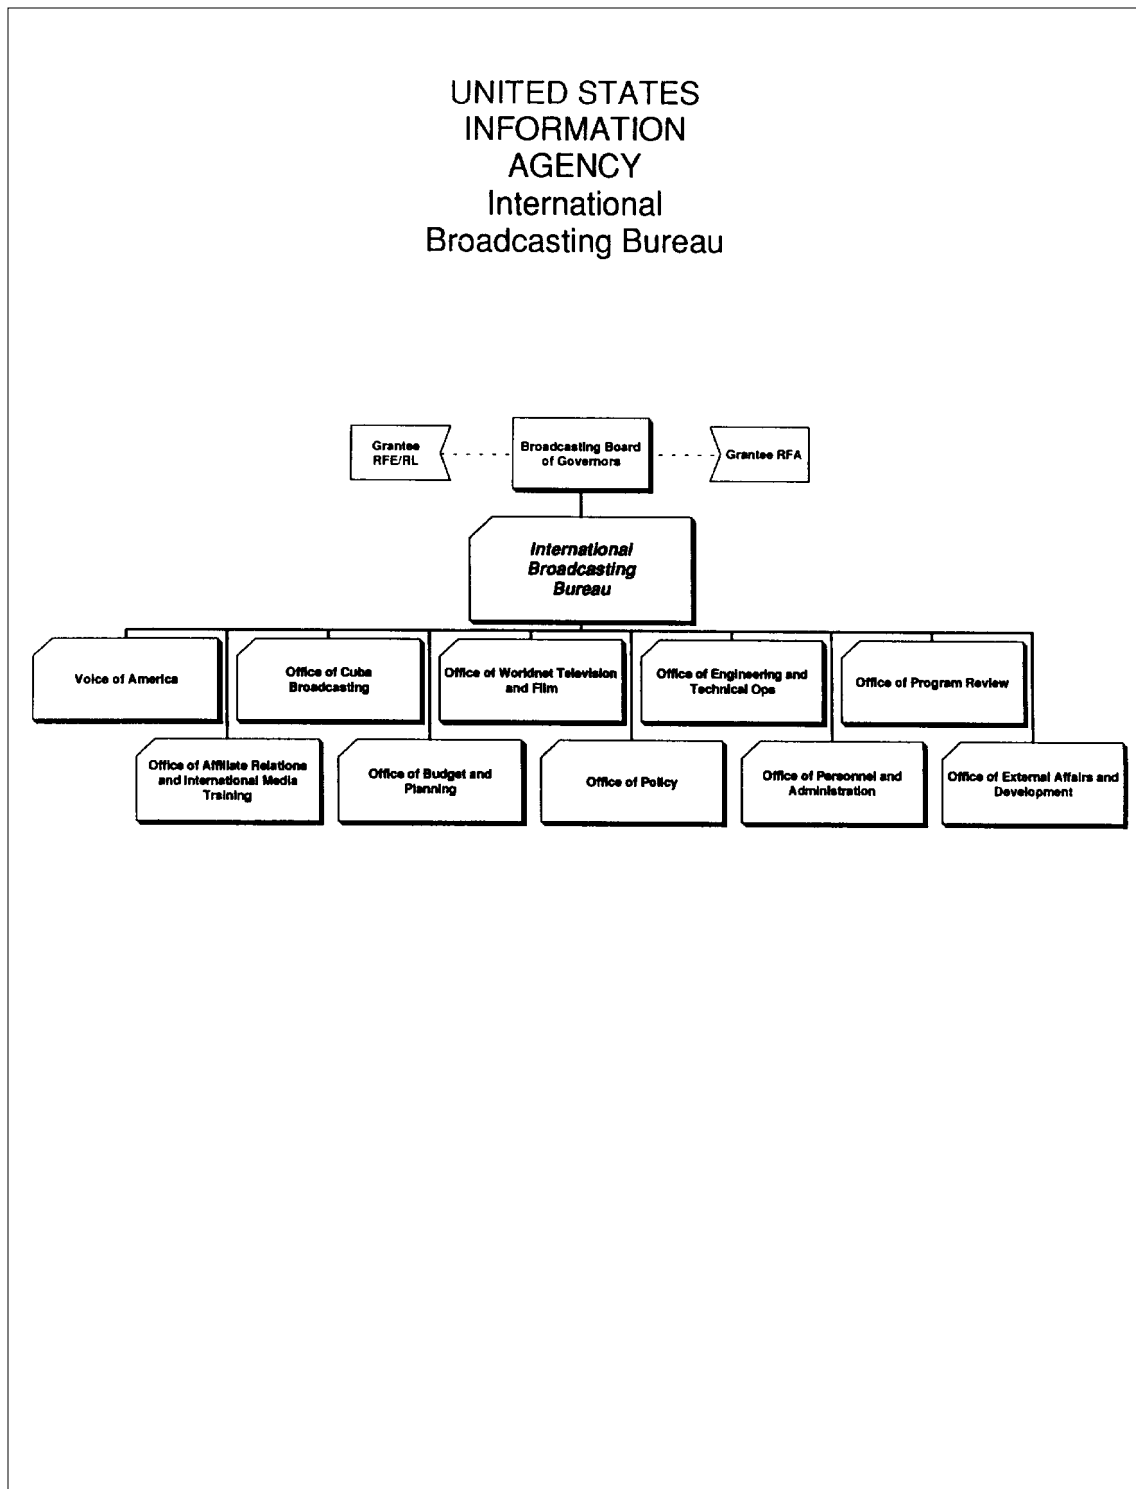 UNITED STATES
INFORMATION
AGENCY
International
Broadcasting Bureau
Grantee
RFE/RL
Broadcasting Board
of Governors
Grantee RFA
International
Broadcasting
Bureau
Voice of America
Office of Cuba
Broadcasting
Office of Worldnet Television
and Film
Office of Engineering and
Technical Ops
Office of Program Review
Office of Affiliate Relations
and International Media
Training
Office of Budget and
Planning
Office of Policy
Office of Personnel and
Administration
Office of External Affairs and
Development